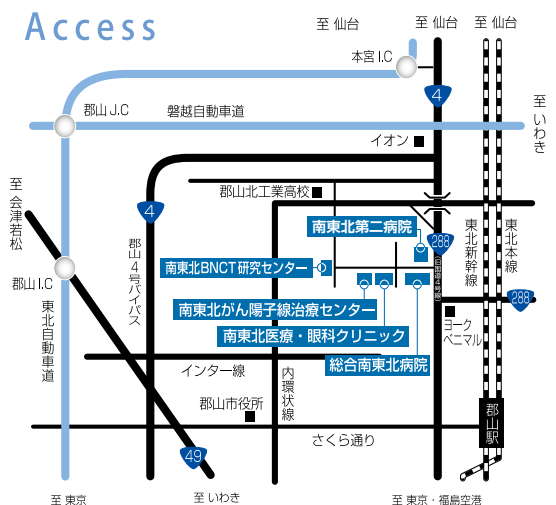 Access
至 仙台
至 仙台
至 仙台
本宮 I.C
4
郡山 J.C
磐越自動車道
至 いわき
イオン
至 会津若松
郡山北工業高校
4
南東北第二病院
288
東北新幹線
東北本線
郡山4号バイパス
南東北BNCT研究センター
郡山 I.C
288
南東北がん陽子線治療センター
ヨーク
ベニマル
東北自動車道
南東北医療・眼科クリニック
総合南東北病院
インター線
内環状線
郡山市役所
郡山駅
さくら通り
49
至 東京
至 いわき
至 東京・福島空港